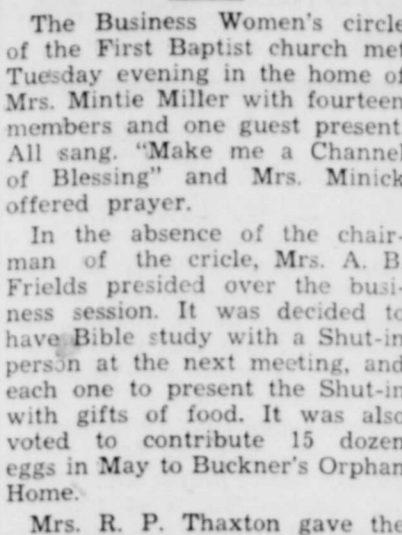 The Business Women's circle
of the First Baptist church met
Tuesday evening in the home of
Mrs. Mintie Miller with fourteen
members and one guest present
All sang. "Make me a Channel
of Blessing" and Mrs. Minick
offered prayer.
In the absence of the chair-
man of the cricle, Mrs. A. B.
Frields presided over the busi-
ness session. It was decided to
have Bible study with a Shut-in
person at the next meeting, and
each one to present the Shut-in
with gifts of food. It was also
voted to contribute 15 dozen
eggs in May to Buckner's Orphan
Home.
Mrs. R. P. Thaxton gave the